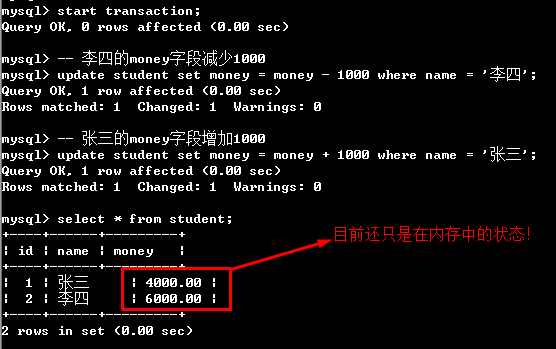 mysql> start transaction;
Query OK, 0 rows affected (0.00 sec)
mysql> -- 李四的money字段减少1000
mysql> update student set money = money - 1000 where name = '李四';
Query OK, 1 row affected (0.00 sec)
Rows matched: 1  Changed: 1  Warnings: 0
mysql> -- 张三的money字段增加1000
mysql> update student set money = money + 1000 where name = '张三';
Query OK, 1 row affected (0.00 sec)
Rows matched: 1  Changed: 1  Warnings: 0
mysql> select * from student;
+----+------+---------+
| id | name | money   |
+----+------+---------+
|  1 | 张三 | 4000.00 |
|  2 | 李四 | 6000.00 |
+----+------+---------+
2 rows in set (0.00 sec)
目前还只是在内存中的状态！